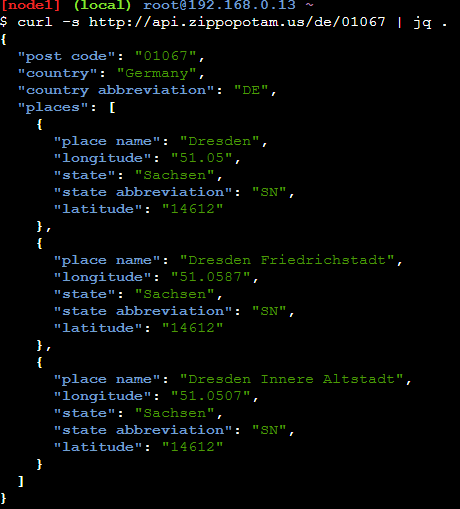 [node1] (local) root@192.168.0.13 ~
$ curl -s http://api.zippopotam.us/de/01067 | jq .
{
  "post code": "01067",
  "country": "Germany",
  "country abbreviation": "DE",
  "places": [
    {
      "place name": "Dresden",
      "longitude": "51.05",
      "state": "Sachsen",
      "state abbreviation": "SN",
      "latitude": "14612"
    },
    {
      "place name": "Dresden Friedrichstadt",
      "longitude": "51.0587",
      "state": "Sachsen",
      "state abbreviation": "SN",
      "latitude": "14612"
    },
    {
      "place name": "Dresden Innere Altstadt",
      "longitude": "51.0507",
      "state": "Sachsen",
      "state abbreviation": "SN",
      "latitude": "14612"
    }
  ]
}